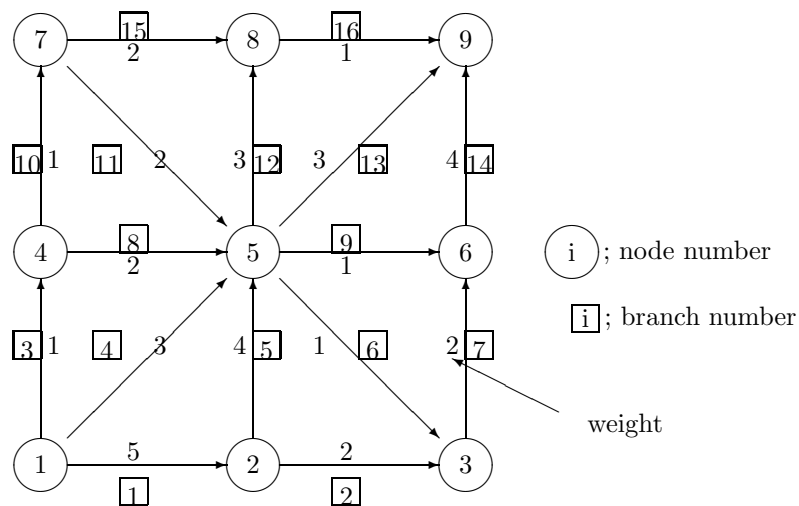 15 16
7 8 9
2 1
10 1 11 2 3 12 3 13 4 14
8 9
4 5 6 i ; node number
2 1
i ; branch number
3 1 4 3 4 5 1 6 2 7
weight
5 2
1 2 3
1 2